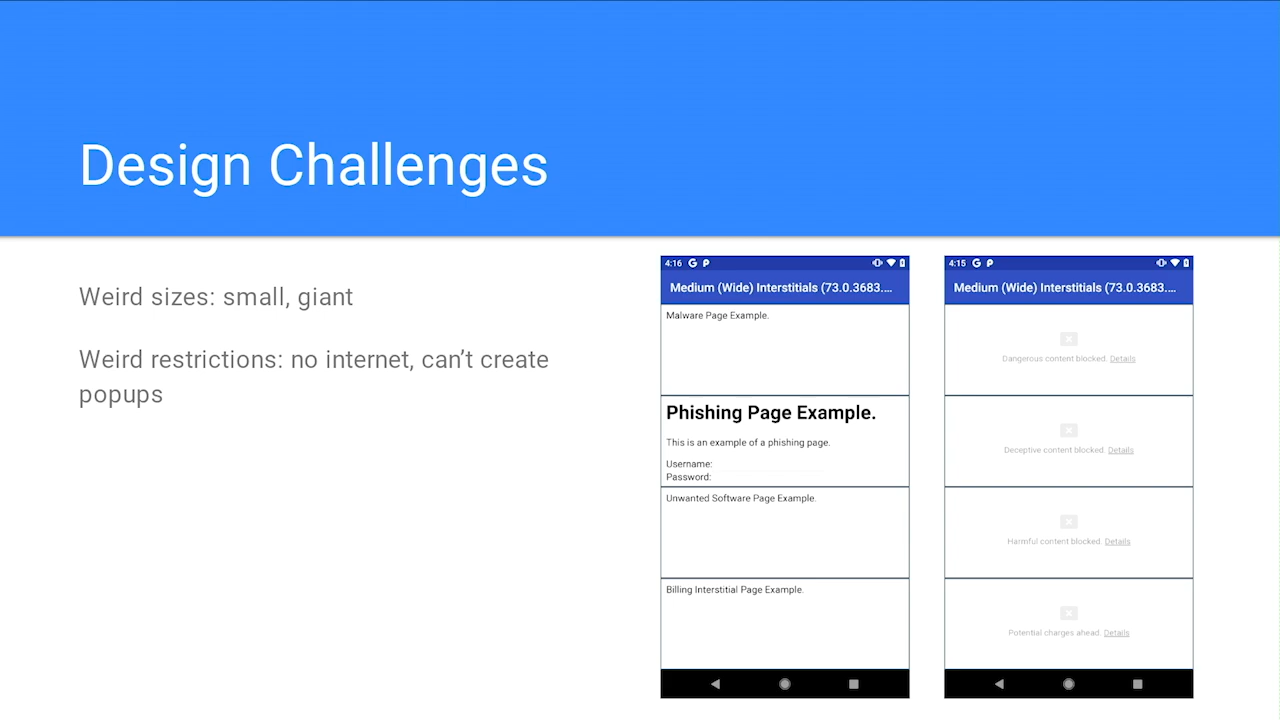 Design Challenges
Weird sizes: small, giant
Weird restrictions: no internet, can’t create
popups
4:16 G P
Medium (Wide) Interstitials (73.0.3683....
Malware Page Example.
Phishing Page Example.
This is an example of a phishing page.
Username:
Password:
Unwanted Software Page Example.
Billing Interstitial Page Example.
4:15 G P
Medium (Wide) Interstitials (73.0.3683....
Dangerous content blocked. Details
Deceptive content blocked. Details
Harmful content blocked. Details
Potential charges ahead. Details